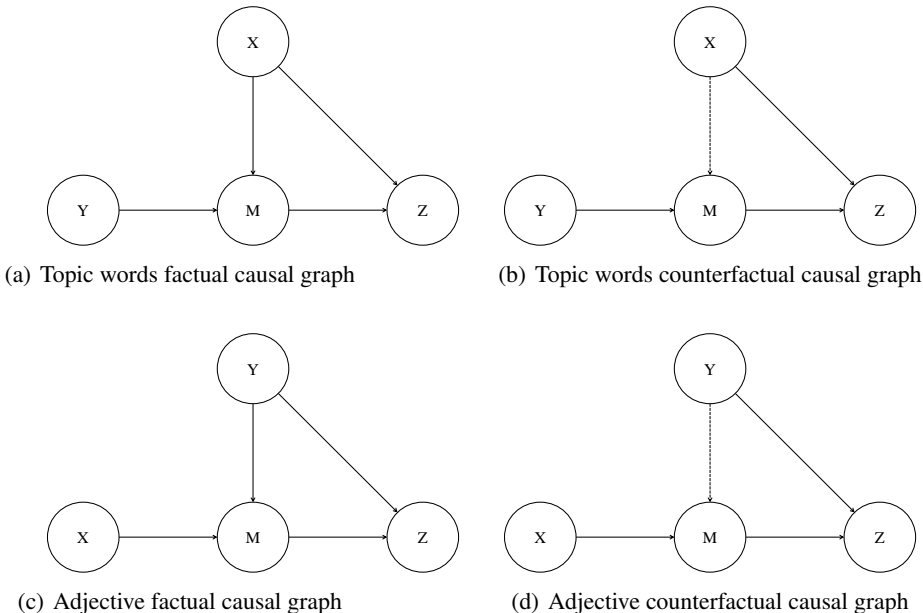 X
X
Y
M
Z
Y
M
Z
(a) Topic words factual causal graph
(b) Topic words counterfactual causal graph
Y
Y
X
M
Z
X
M
Z
(c) Adjective factual causal graph
(d) Adjective counterfactual causal graph